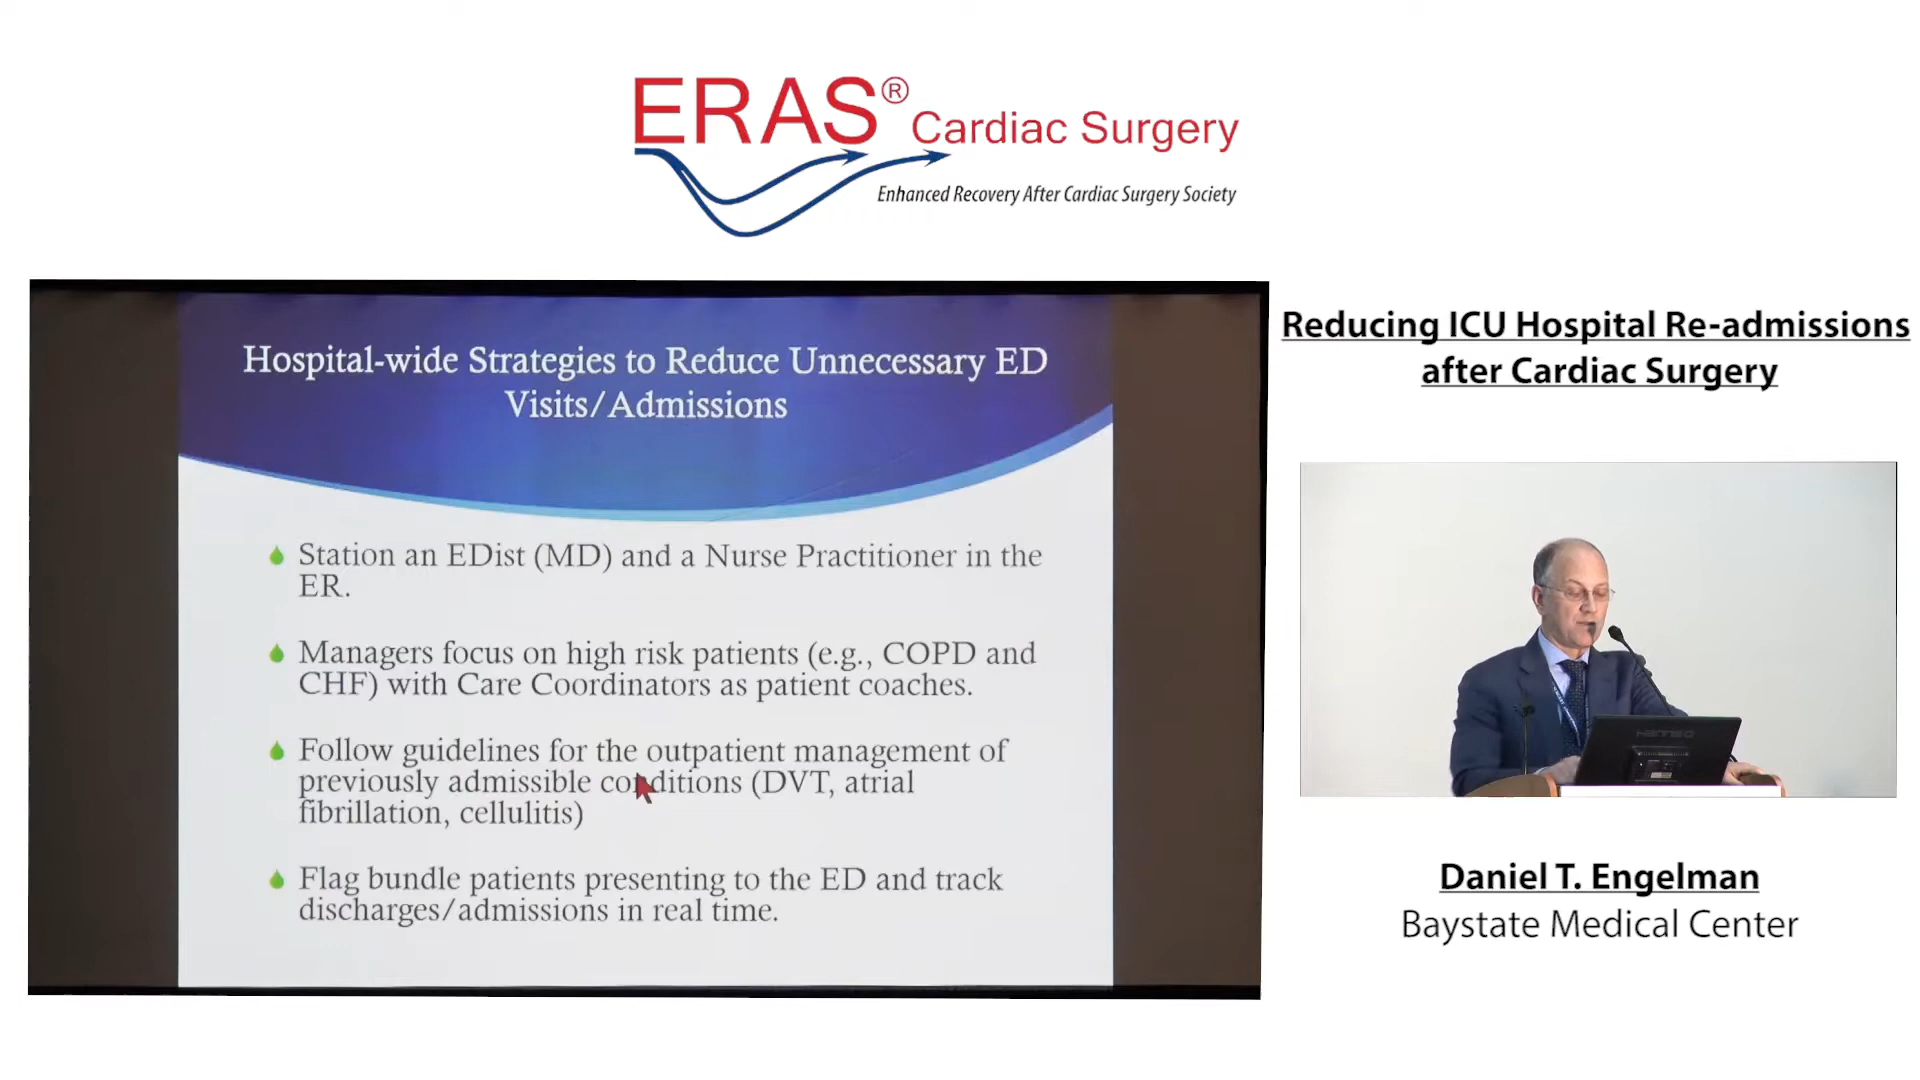 ERAS® Cardiac Surgery
Enhanced Recovery After Cardiac Surgery Society
Hospital-wide Strategies to Reduce Unnecessary ED
Visits/Admissions
Station an EDist (MD) and a Nurse Practitioner in the
ER.
Managers focus on high risk patients (e.g., COPD and
CHF) with Care Coordinators as patient coaches.
Follow guidelines for the outpatient management of
previously admissible conditions (DVT, atrial
fibrillation, cellulitis)
Flag bundle patients presenting to the ED and track
discharges/admissions in real time.
Reducing ICU Hospital Re-admissions
after Cardiac Surgery
Daniel T. Engelman
Baystate Medical Center